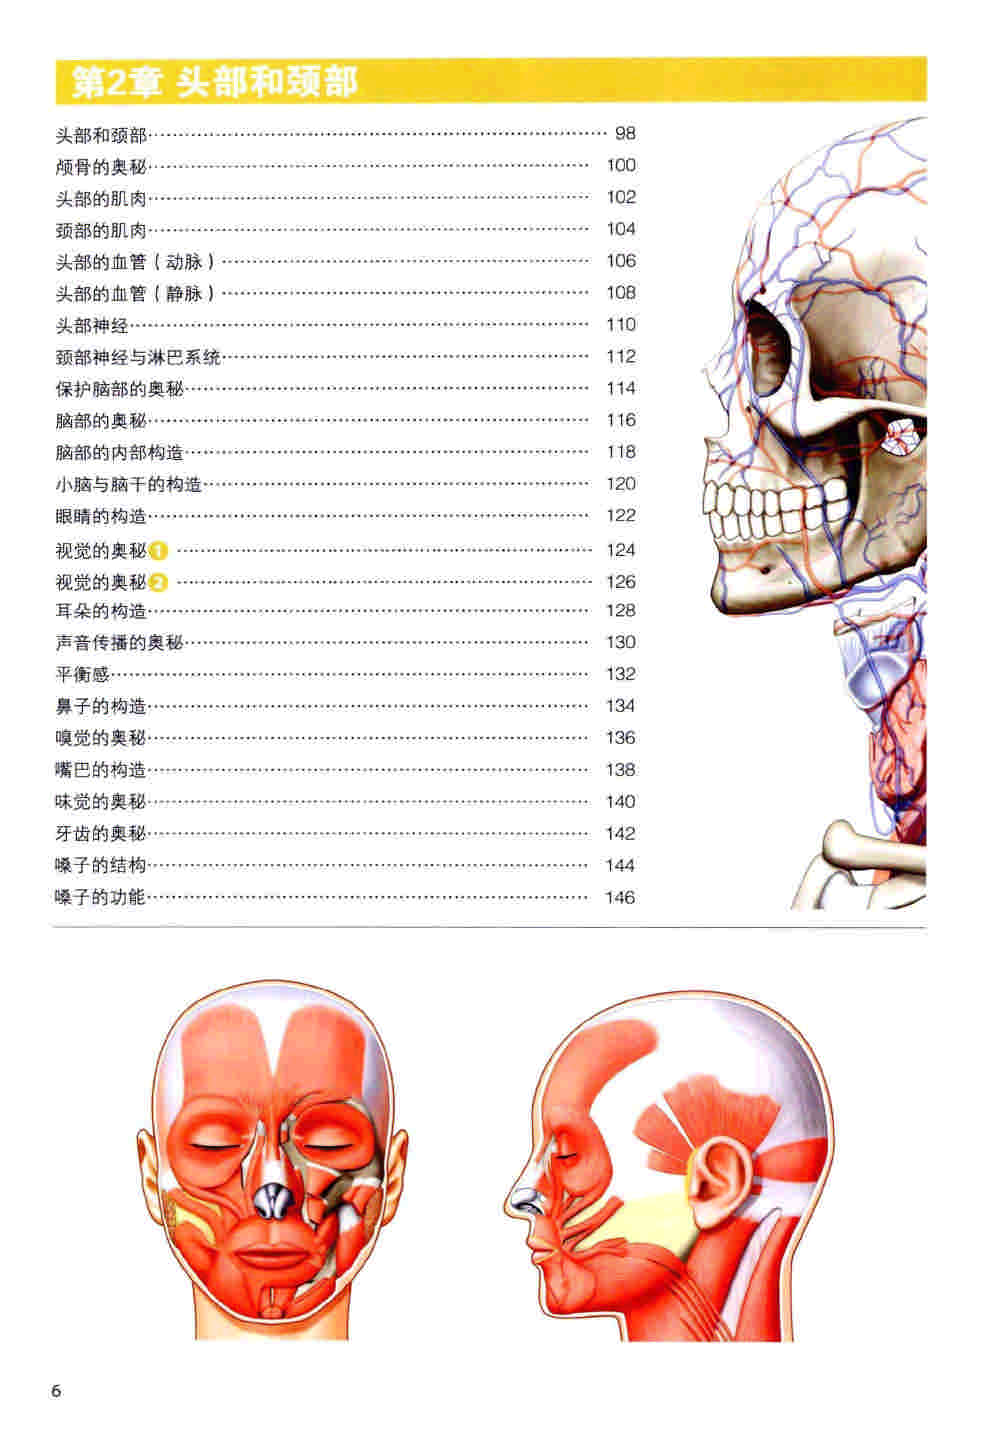 第2章 头部和颈部
头部和颈部 98
颅骨的奥秘 100
头部的肌肉 102
颈部的肌肉 104
头部的血管（动脉） 106
头部的血管（静脉） 108
头部神经 110
颈部神经与淋巴系统 112
保护脑部的奥秘 114
脑部的奥秘 116
脑部的内部构造 118
小脑与脑干的构造 120
眼睛的构造 122
视觉的奥秘1 124
视觉的奥秘2 126
耳朵的构造 128
声音传播的奥秘 130
平衡感 132
鼻子的构造 134
嗅觉的奥秘 136
嘴巴的构造 138
味觉的奥秘 140
牙齿的奥秘 142
嗓子的结构 144
嗓子的功能 146
6